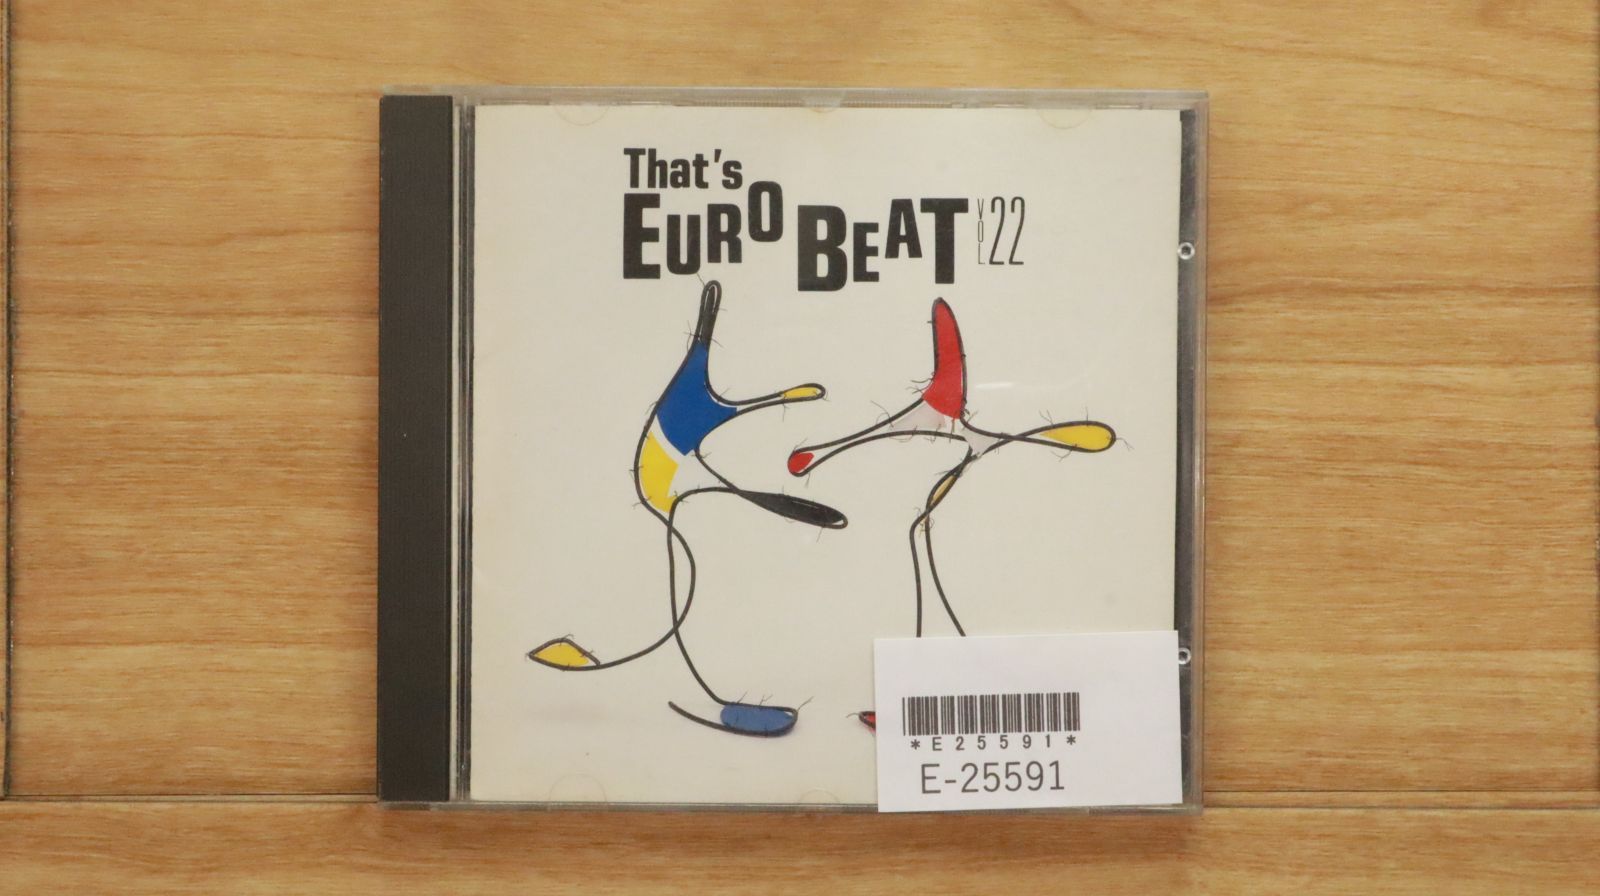 That's
EURO BEAT VOL 22
*E25591*
E-25591